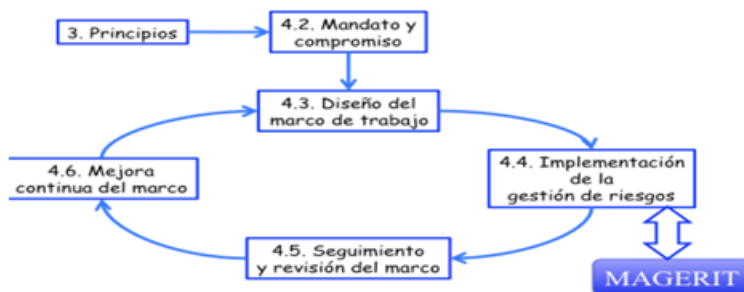 3. Principios
4.2. Mandato y
compromiso
4.3. Diseño del
marco de trabajo
4.6. Mejora
continua del marco
4.4. Implementación
de la
gestión de riesgos
4.5. Seguimiento
y revisión del marco
MAGERIT